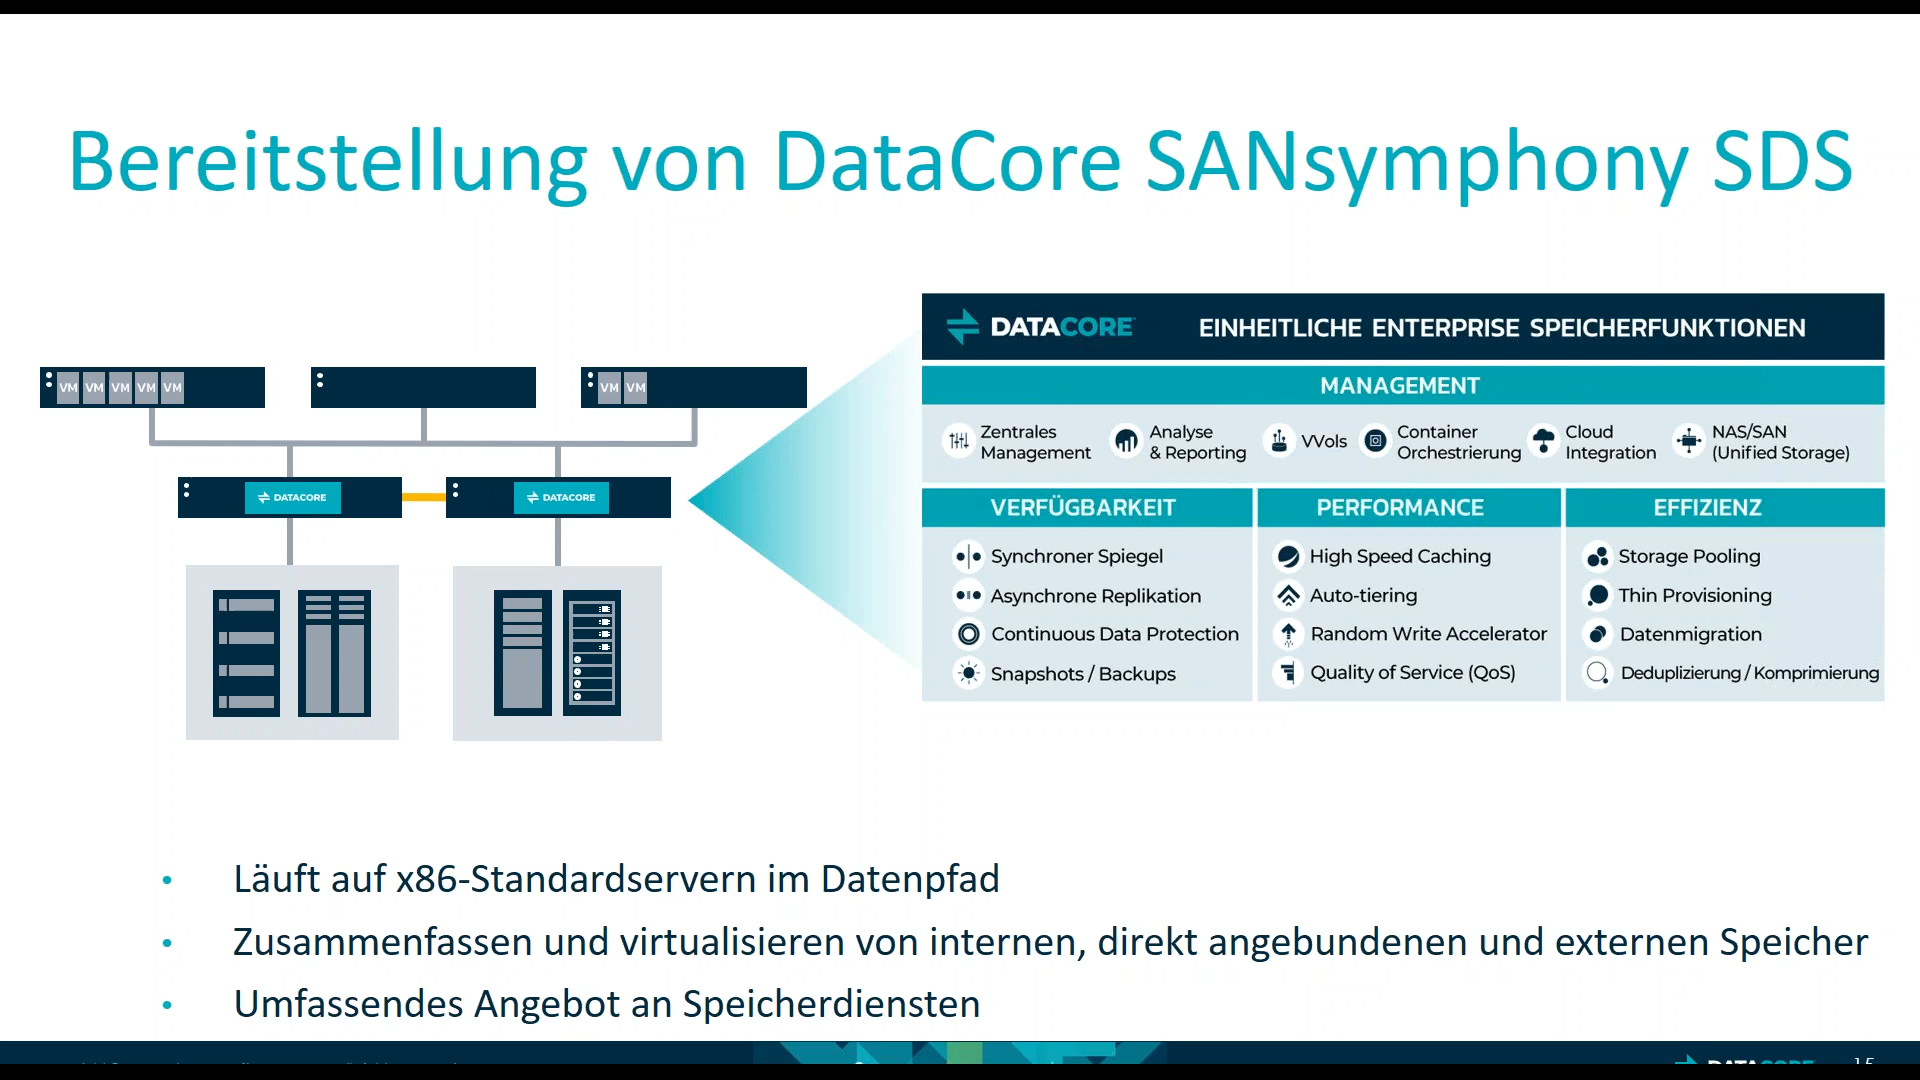 Bereitstellung von DataCore SANsymphony SDS
VM VM VM VM VM
VM VM
DATACORE
DATACORE
DATACORE
EINHEITLICHE ENTERPRISE SPEICHERFUNKTIONEN
MANAGEMENT
Zentrales
Management
Analyse
& Reporting
VVols
Container
Orchestrierung
Cloud
Integration
NAS/SAN
(Unified Storage)
VERFÜGBARKEIT
Synchroner Spiegel
Asynchrone Replikation
Continuous Data Protection
Snapshots / Backups
PERFORMANCE
High Speed Caching
Auto-tiering
Random Write Accelerator
Quality of Service (QoS)
EFFIZIENZ
Storage Pooling
Thin Provisioning
Datenmigration
Deduplizierung / Komprimierung
• Läuft auf x86-Standardservern im Datenpfad
• Zusammenfassen und virtualisieren von internen, direkt angebundenen und externen Speicher
• Umfassendes Angebot an Speicherdiensten
DATACORE
15